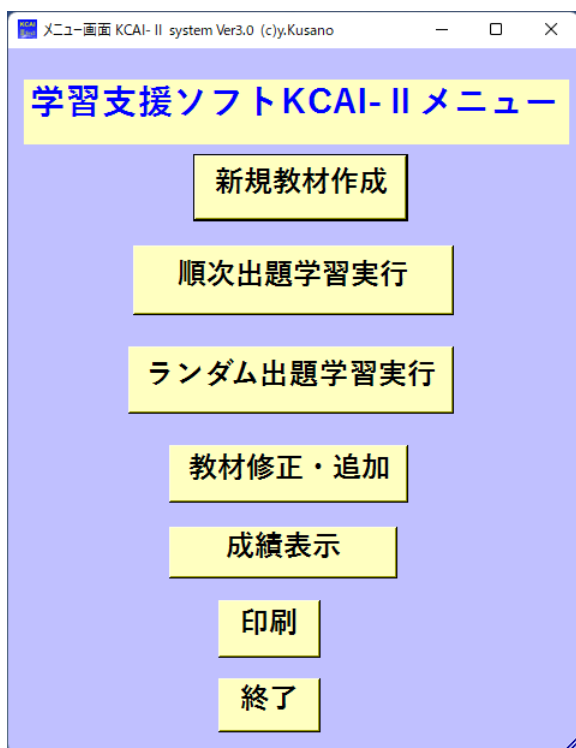 メニュー画面 KCAI-Ⅱ system Ver3.0 (c)y.Kusano
学習支援ソフトKCAI-Ⅱメニュー
新規教材作成
順次出題学習実行
ランダム出題学習実行
教材修正・追加
成績表示
印刷
終了